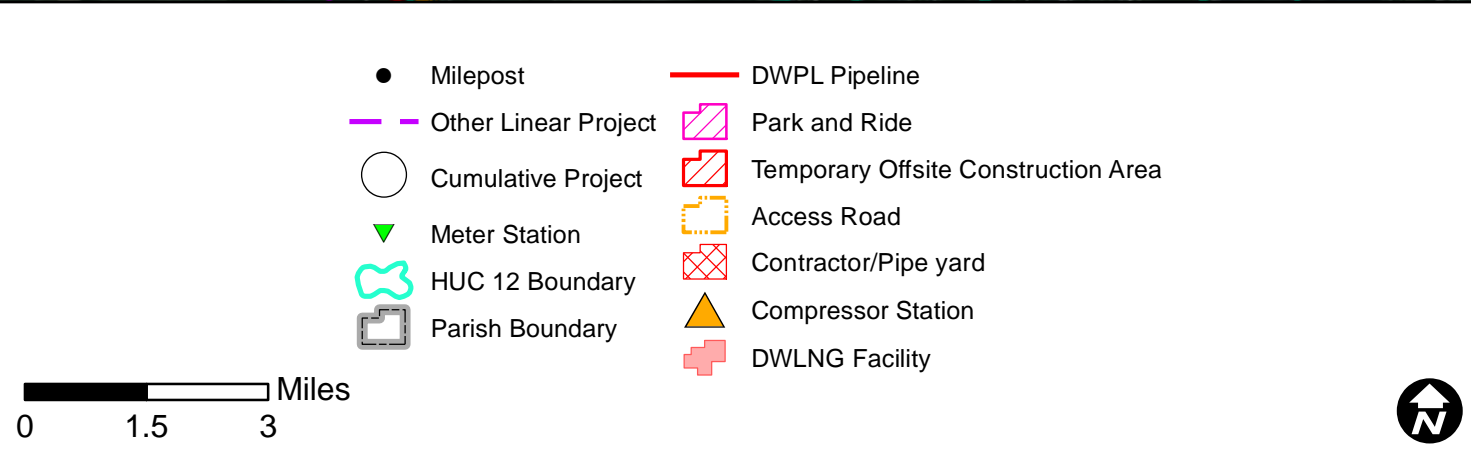 Milepost
Other Linear Project
Cumulative Project
Meter Station
HUC 12 Boundary
Parish Boundary
DWPL Pipeline
Park and Ride
Temporary Offsite Construction Area
Access Road
Contractor/Pipe yard
Compressor Station
DWLNG Facility
Miles
0 1.5 3
N